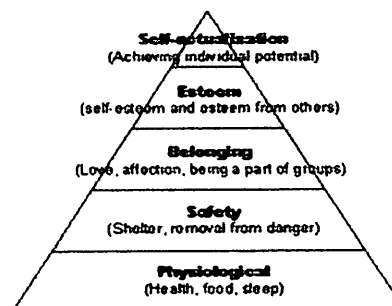 Self-actualization
(Achieving individual potential)
Esteem
(self-esteem and esteem from others)
Belonging
(Love, affection, being a part of groups)
Safety
(Shelter, removal from danger)
Physiological
(Health, food, sleep)